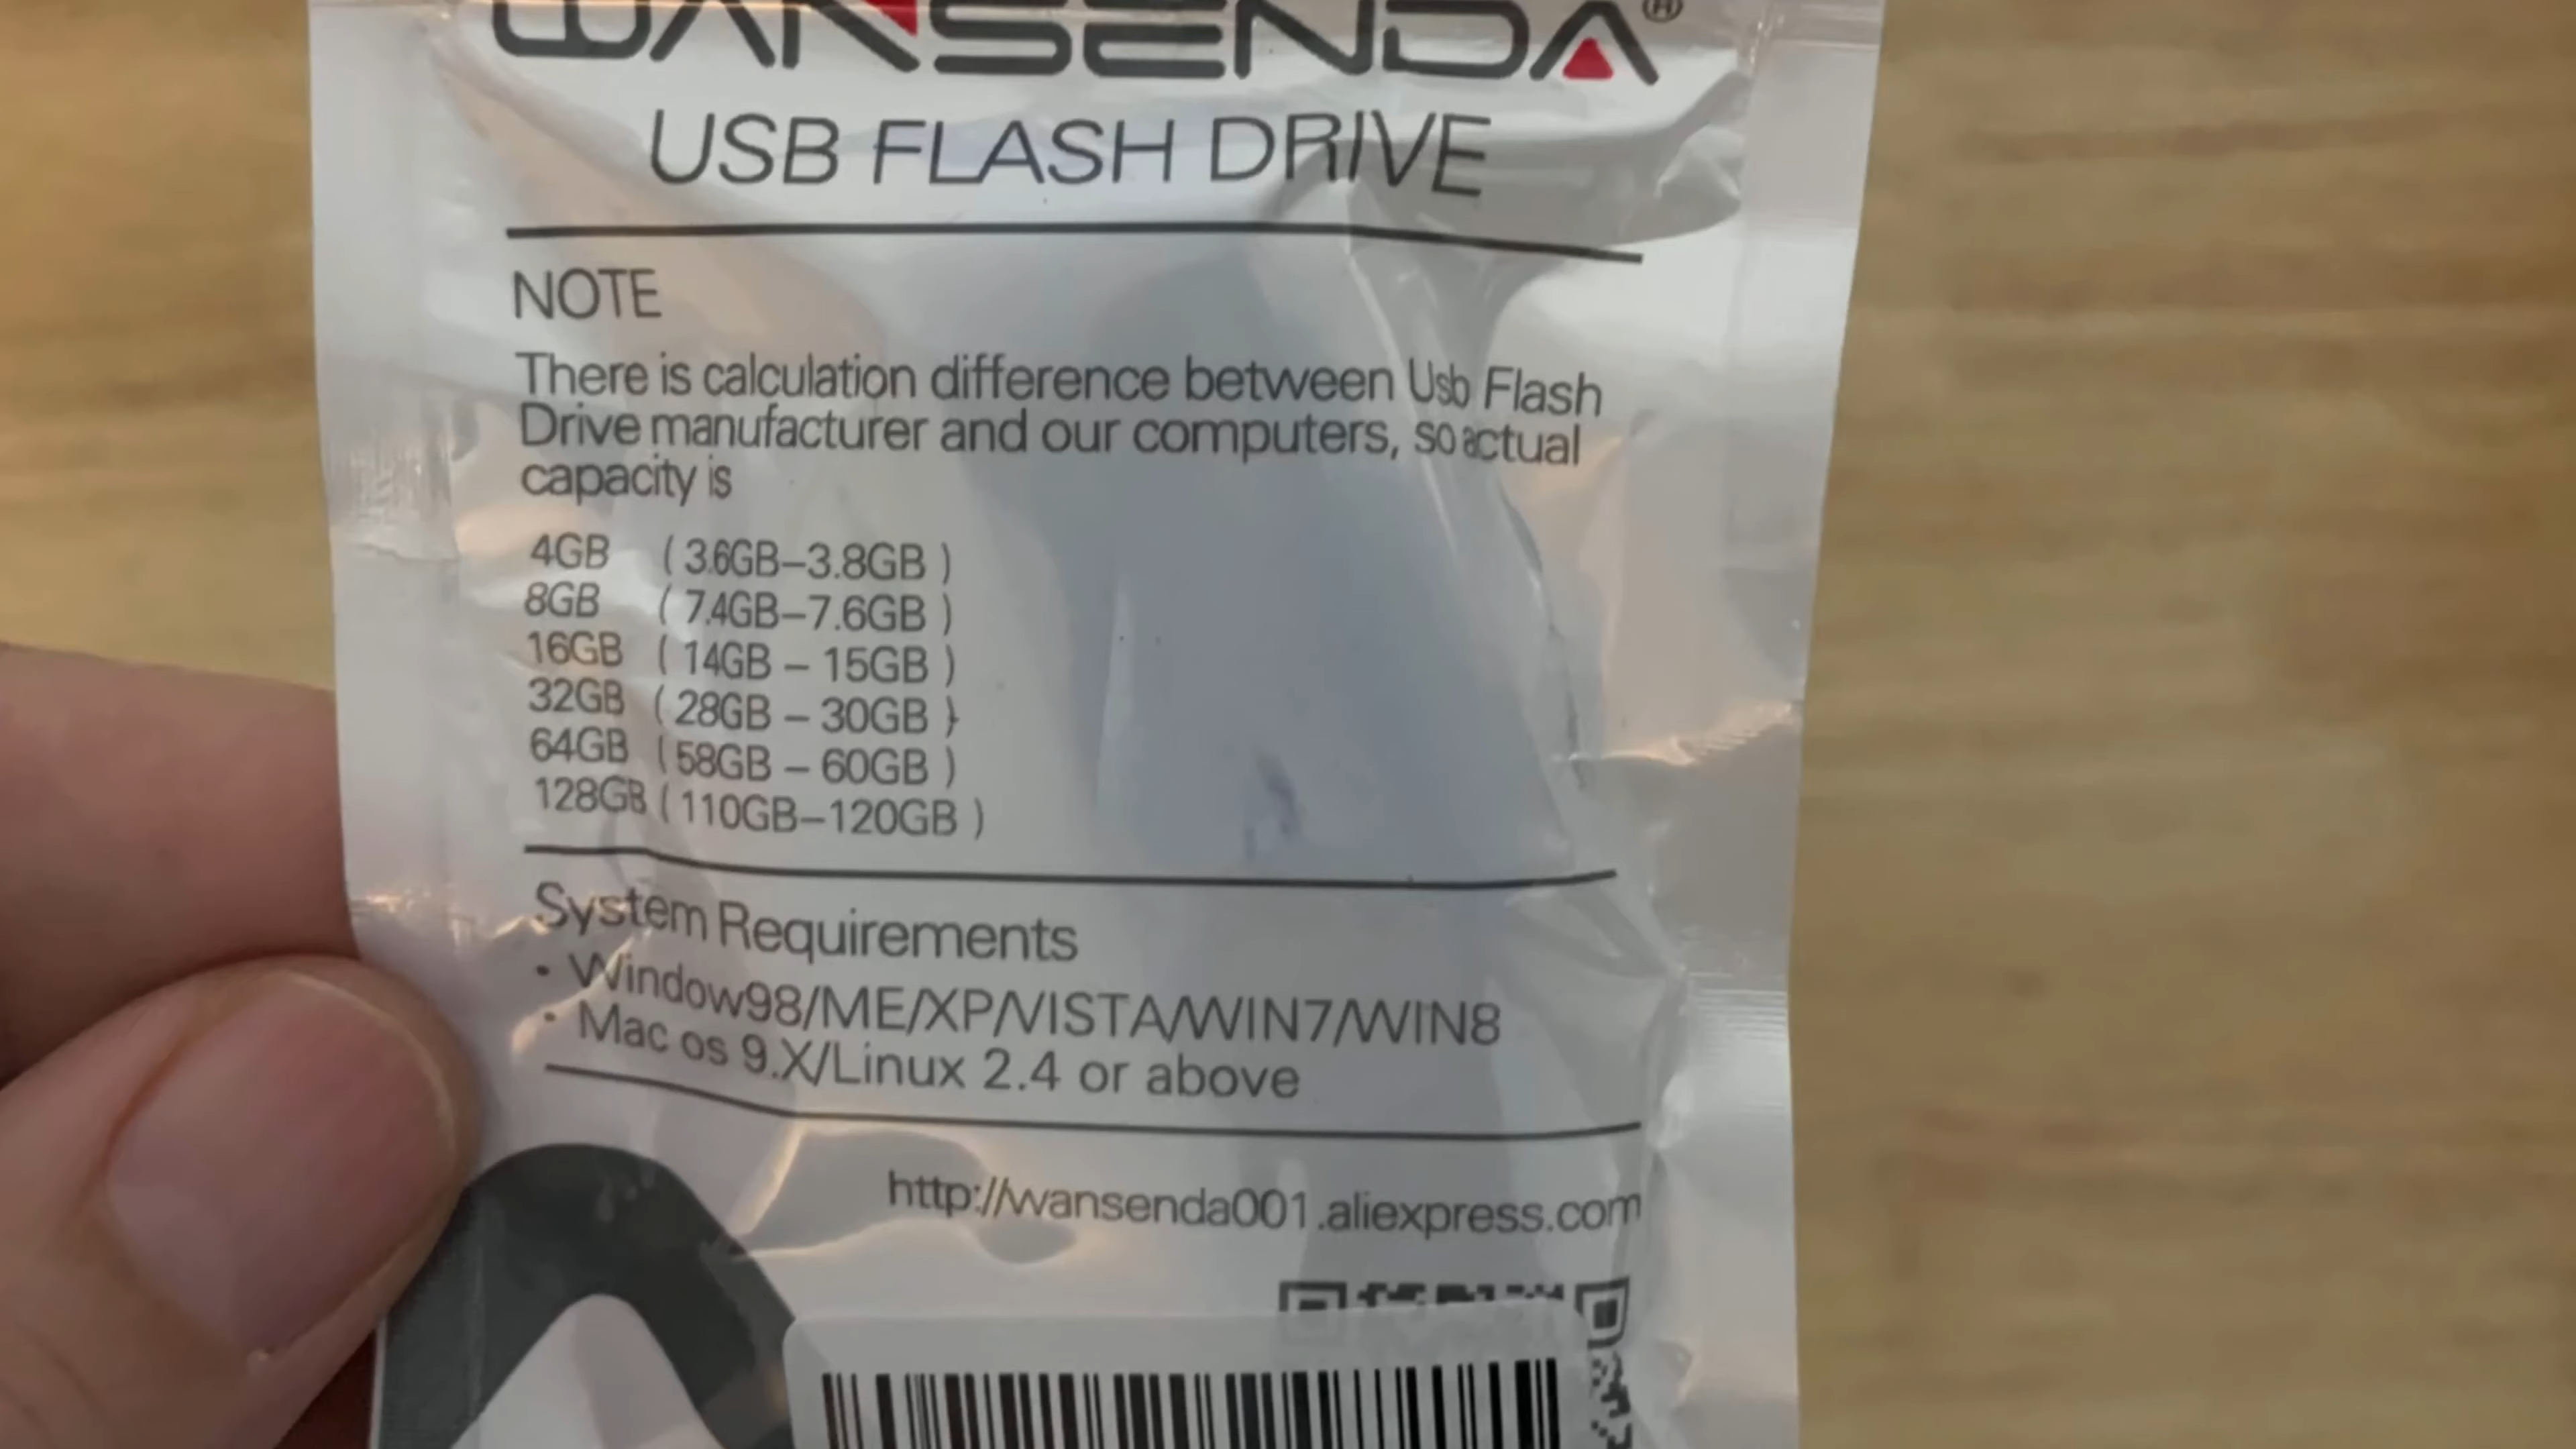 WANSENDA®
USB FLASH DRIVE
NOTE
There is calculation difference between Usb Flash
Drive manufacturer and our computers, so actual
capacity is
4GB ( 3.6GB–3.8GB )
8GB ( 7.4GB–7.6GB )
16GB ( 14GB – 15GB )
32GB ( 28GB – 30GB )
64GB ( 58GB – 60GB )
128GB ( 110GB–120GB )
System Requirements
• Window98/ME/XP/VISTA/WIN7/WIN8
• Mac os 9.X/Linux 2.4 or above
http://wansenda001.aliexpress.com